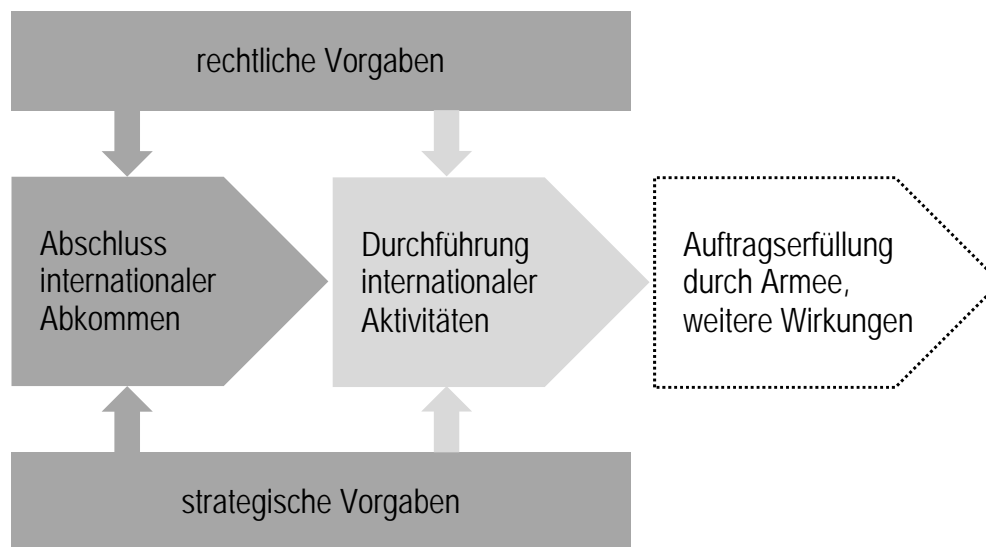 rechtliche Vorgaben
Abschluss
internationaler
Abkommen
Durchführung
internationaler
Aktivitäten
Auftragserfüllung
durch Armee,
weitere Wirkungen
strategische Vorgaben